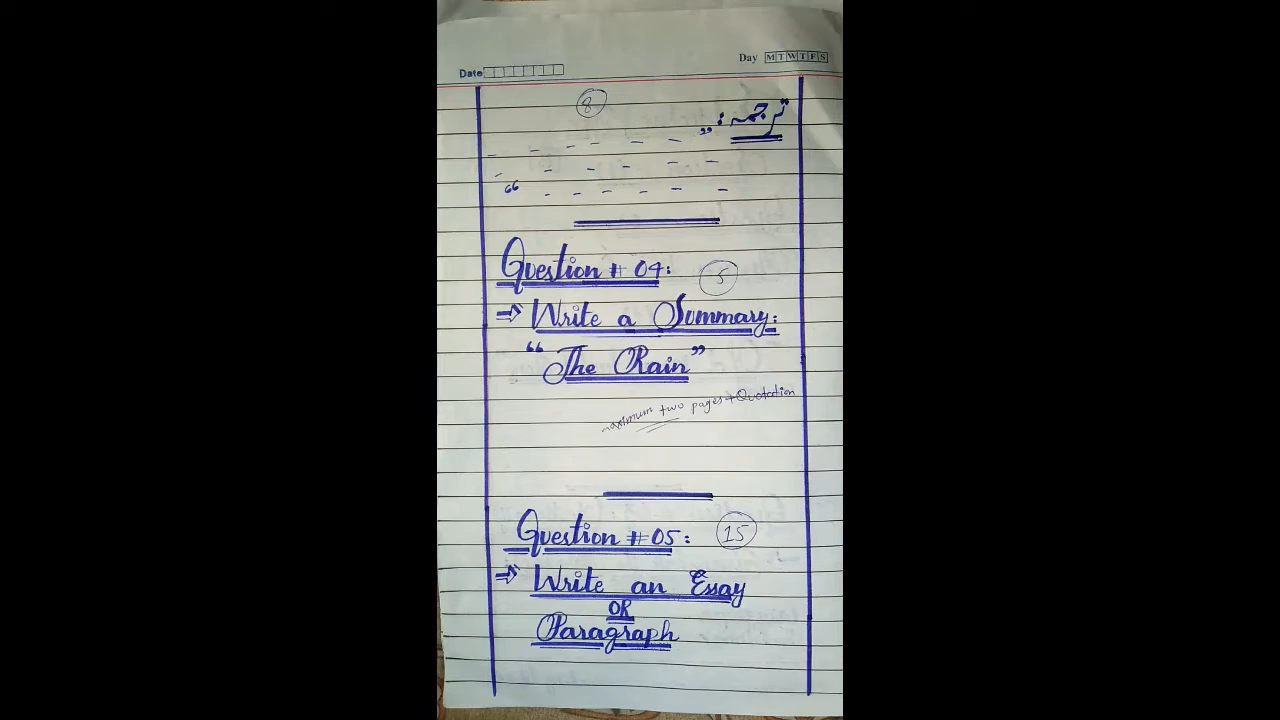 Date
Day M T W T F S
8
ترجمہ :
”
“
Question # 04: 5
⇒ Write a Summary:
“The Rain”
maximum two pages + Quotation
Question # 05: 15
⇒ Write an Essay
OR
Paragraph